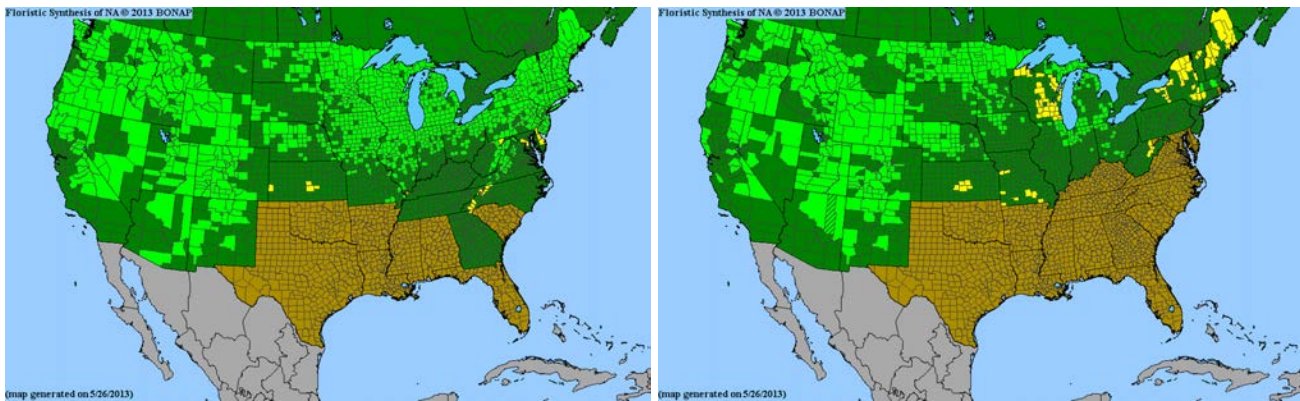 Floristic Synthesis of NA © 2013 BONAP
Floristic Synthesis of NA © 2013 BONAP
(map generated on 5/26/2013)
(map generated on 5/26/2013)